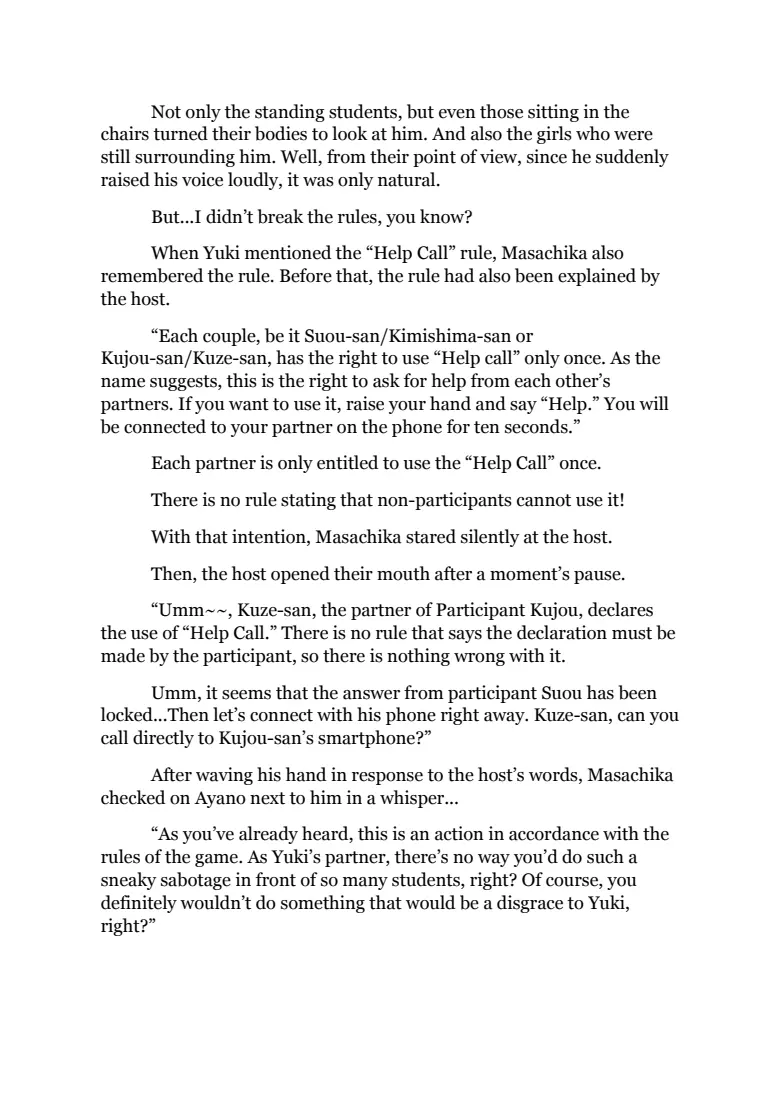 Not only the standing students, but even those sitting in the
chairs turned their bodies to look at him. And also the girls who were
still surrounding him. Well, from their point of view, since he suddenly
raised his voice loudly, it was only natural.
But...I didn’t break the rules, you know?
When Yuki mentioned the “Help Call” rule, Masachika also
remembered the rule. Before that, the rule had also been explained by
the host.
“Each couple, be it Suou-san/Kimishima-san or
Kujou-san/Kuze-san, has the right to use “Help call” only once. As the
name suggests, this is the right to ask for help from each other’s
partners. If you want to use it, raise your hand and say “Help.” You will
be connected to your partner on the phone for ten seconds.”
Each partner is only entitled to use the “Help Call” once.
There is no rule stating that non-participants cannot use it!
With that intention, Masachika stared silently at the host.
Then, the host opened their mouth after a moment’s pause.
“Umm~~, Kuze-san, the partner of Participant Kujou, declares
the use of “Help Call.” There is no rule that says the declaration must be
made by the participant, so there is nothing wrong with it.
Umm, it seems that the answer from participant Suou has been
locked...Then let’s connect with his phone right away. Kuze-san, can you
call directly to Kujou-san’s smartphone?”
After waving his hand in response to the host’s words, Masachika
checked on Ayano next to him in a whisper...
“As you’ve already heard, this is an action in accordance with the
rules of the game. As Yuki’s partner, there’s no way you’d do such a
sneaky sabotage in front of so many students, right? Of course, you
definitely wouldn’t do something that would be a disgrace to Yuki,
right?”